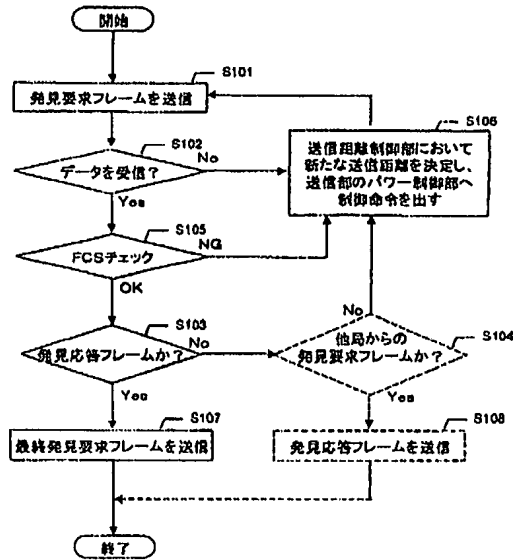 開始
S101
発見要求フレームを送信
S106
送信距離制御部において
新たな送信距離を決定し、
送信部のパワー制御部へ
制御命令を出す
S102
データを受信？
No
Yes
S105
FCSチェック
NG
OK
S103
発見応答フレームか？
No
Yes
S104
他局からの
発見要求フレームか？
No
Yes
S107
最終発見要求フレームを送信
S108
発見応答フレームを送信
終了